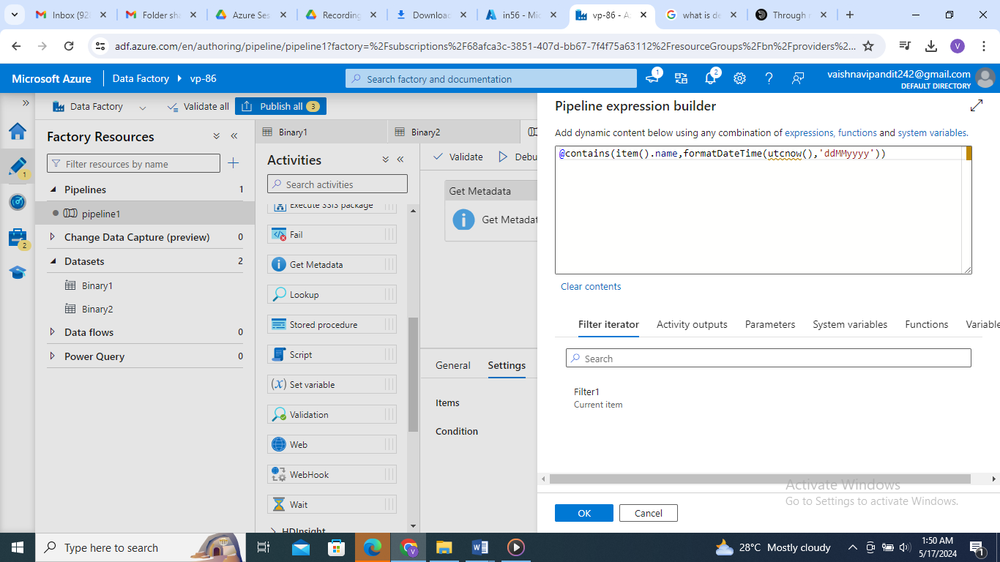 Inbox (92
Folder sha
Azure Ses
Recording
Downloac
in56 - Mic
vp-86 - A
what is de
Through
adf.azure.com/en/authoring/pipeline/pipeline1?factory=%2Fsubscriptions%2F68afca3c-3851-407d-bb67-7f4f75a63112%2FresourceGroups%2Fbn%2Fproviders%2...
V
Microsoft Azure
Data Factory
vp-86
Search factory and documentation
1
2
vaishnavipandit242@gmail.com
DEFAULT DIRECTORY
Data Factory
Validate all
Publish all
3
Factory Resources
Filter resources by name
Pipelines
1
pipeline1
Change Data Capture (preview)
0
Datasets
2
Binary1
Binary2
Data flows
0
Power Query
0
1
2
Binary1
Binary2
Activities
Search activities
Execute SSIS package
Fail
Get Metadata
Lookup
Stored procedure
Script
(x) Set variable
Validation
Web
WebHook
Wait
HDInsight
Validate
Debu
Get Metadata
Get Metadat
General
Settings
Items
Condition
Pipeline expression builder
Add dynamic content below using any combination of expressions, functions and system variables.
@contains(item().name,formatDateTime(utcnow(),'ddMMyyyy'))
Clear contents
Filter iterator
Activity outputs
Parameters
System variables
Functions
Variable
Search
Filter1
Current item
Activate Windows
Go to Settings to activate Windows.
OK
Cancel
Type here to search
V
28°C Mostly cloudy
1:50 AM
5/17/2024
1